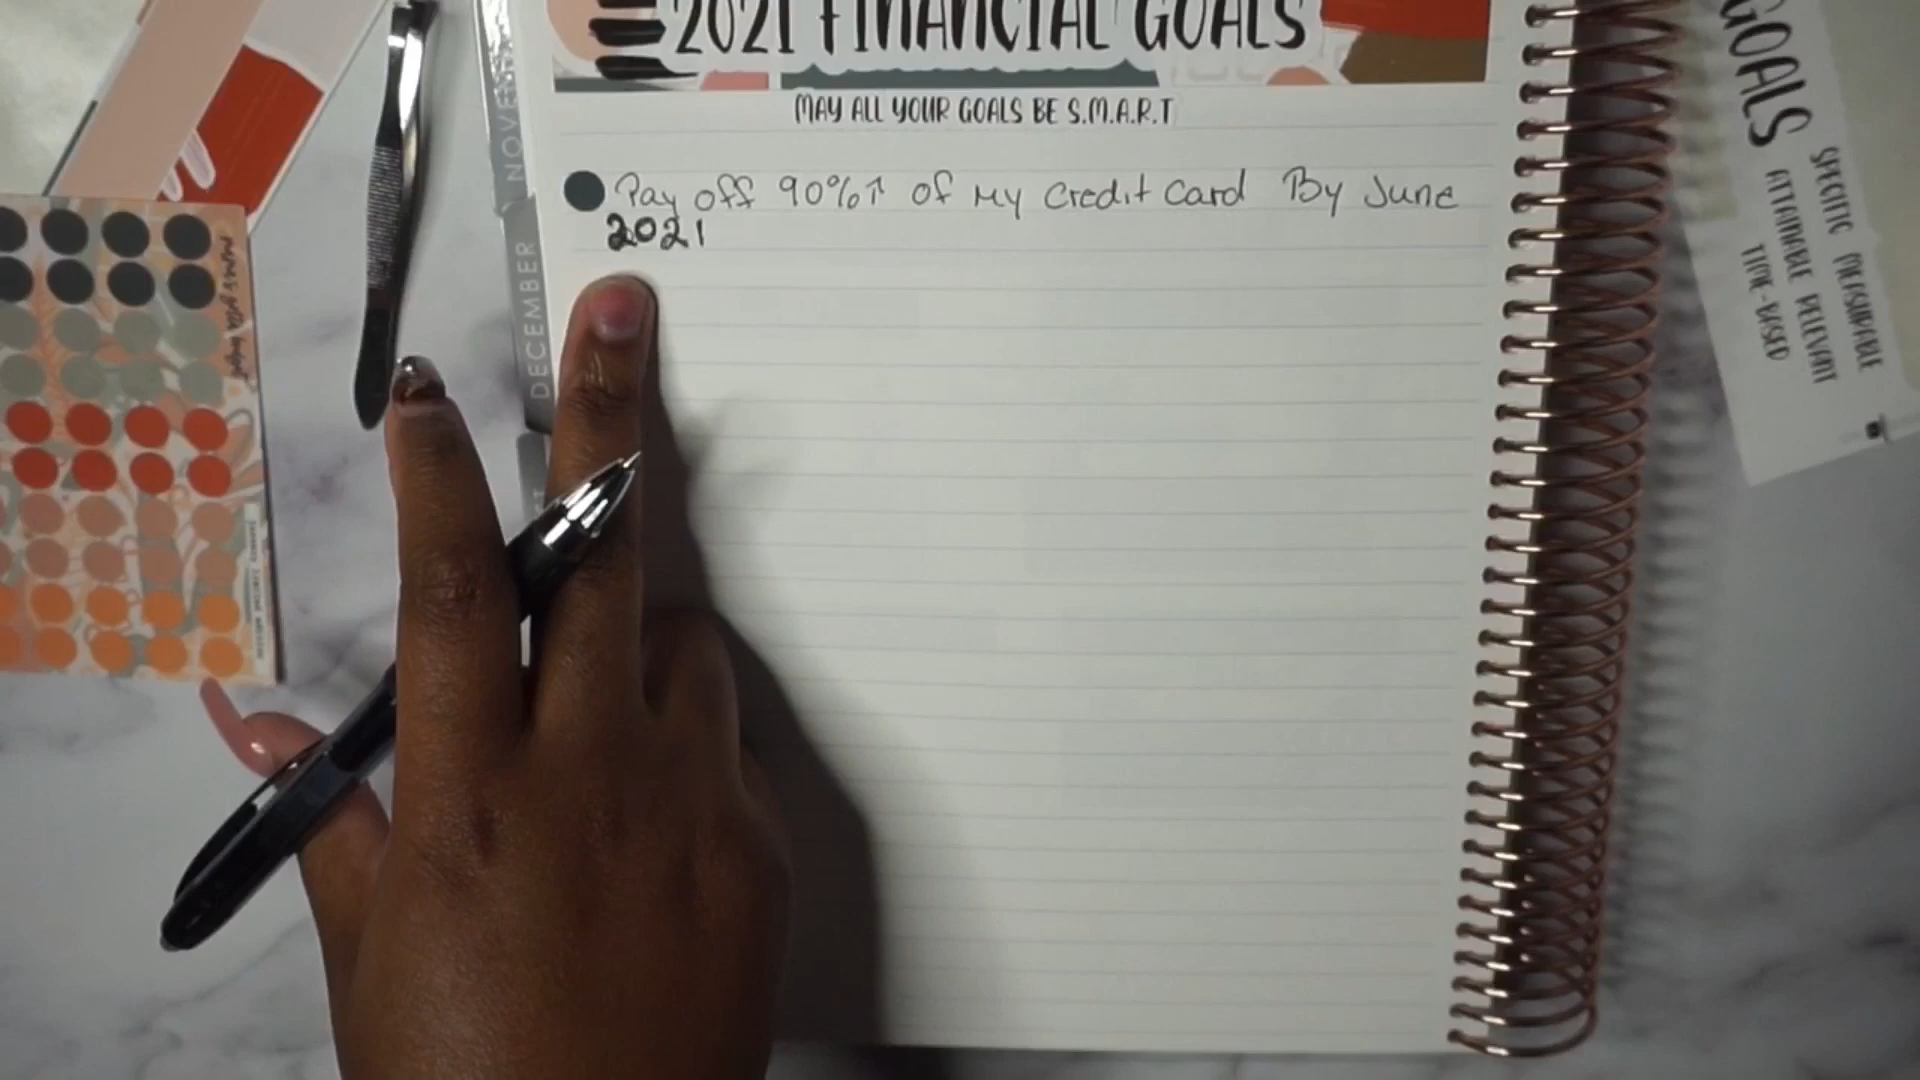 2021 FINANCIAL GOALS
MAY ALL YOUR GOALS BE S.M.A.R.T
Pay off 90%↑ of My Credit Card By June
2021
NOVEMBER
DECEMBER
GOALS
SPECIFIC MEASURABLE
ATTAINABLE RELEVANT
TIME-BASED